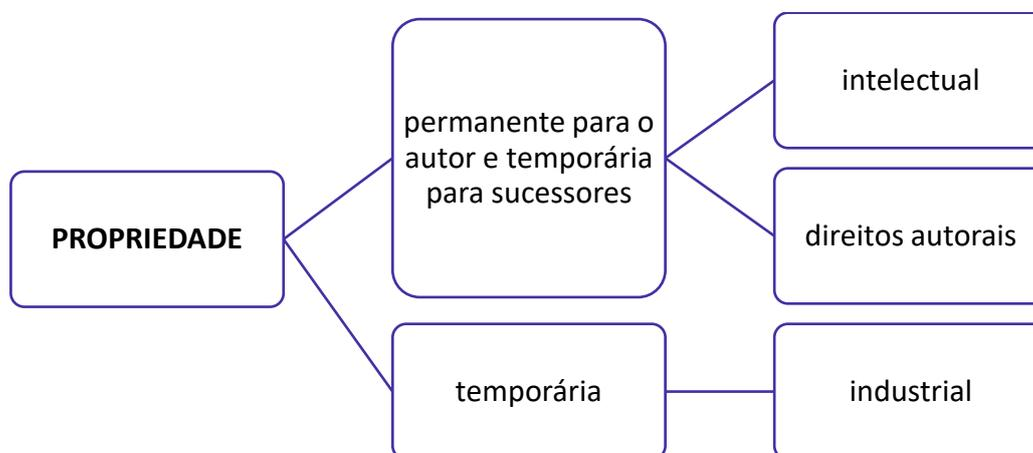 PROPRIEDADE
permanente para o
autor e temporária
para sucessores
intelectual
direitos autorais
temporária
industrial